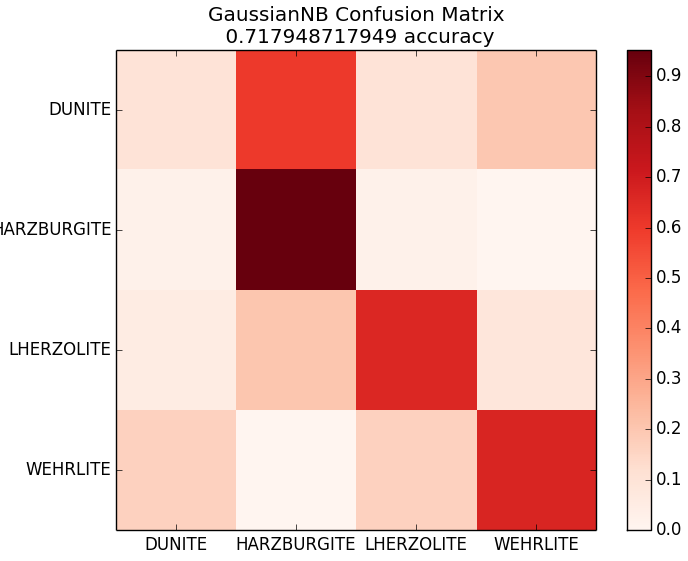 GaussianNB Confusion Matrix
0.717948717949 accuracy
DUNITE
HARZBURGITE
LHERZOLITE
WEHRLITE
DUNITE HARZBURGITE LHERZOLITE WEHRLITE
0.9
0.8
0.7
0.6
0.5
0.4
0.3
0.2
0.1
0.0